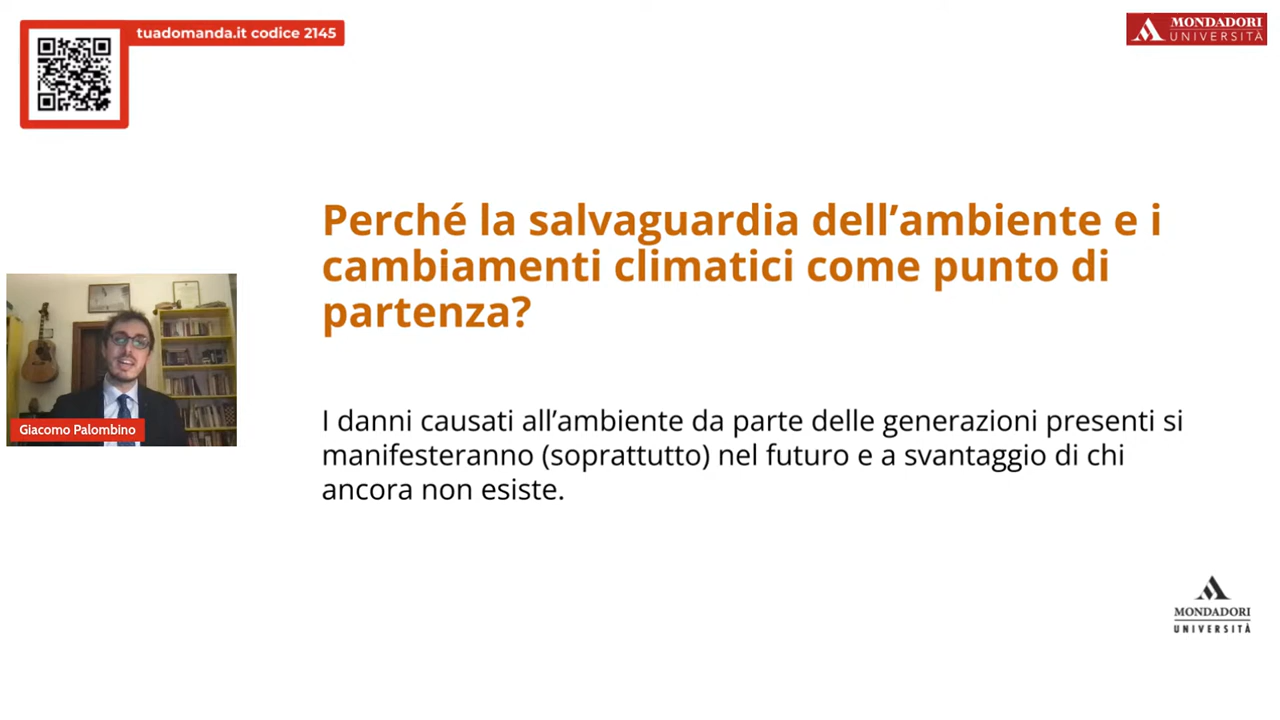 tuadomanda.it codice 2145
MONDADORI
UNIVERSITÀ
Perché la salvaguardia dell’ambiente e i
cambiamenti climatici come punto di
partenza?
Giacomo Palombino
I danni causati all’ambiente da parte delle generazioni presenti si
manifesteranno (soprattutto) nel futuro e a svantaggio di chi
ancora non esiste.
MONDADORI
UNIVERSITÀ